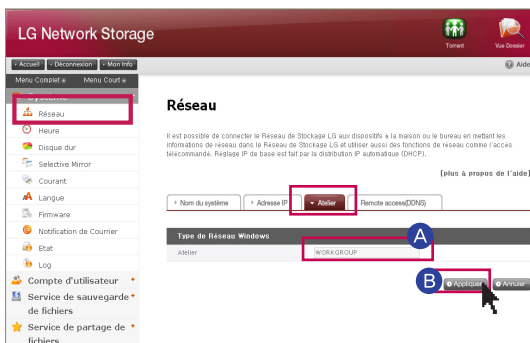 LG Network Storage
Torrent
Vue Dossier
Accueil
Déconnexion
Mon Info
Aide
Menu Complet
Menu Court
Système
Réseau
Heure
Disque dur
Selective Mirror
Courant
Langue
Firmware
Notification de Courrier
Etat
Log
Compte d'utilisateur
Service de sauvegarde
de fichiers
Service de partage de
fichiers
Réseau
Il est possible de connecter le Réseau de Stockage LG aux dispositifs à la maison ou le bureau en mettant les
informations de réseau dans le Réseau de Stockage LG et utiliser aussi des fonctions de réseau comme l'accès
télécommandé. Réglage IP de base est fait par la distribution IP automatique (DHCP).
[plus à propos de l'aide]
Nom du système
Adresse IP
Atelier
Remote access(DDNS)
Type de Réseau Windows
A
Atelier
WORKGROUP
B
Appliquer
Annuler